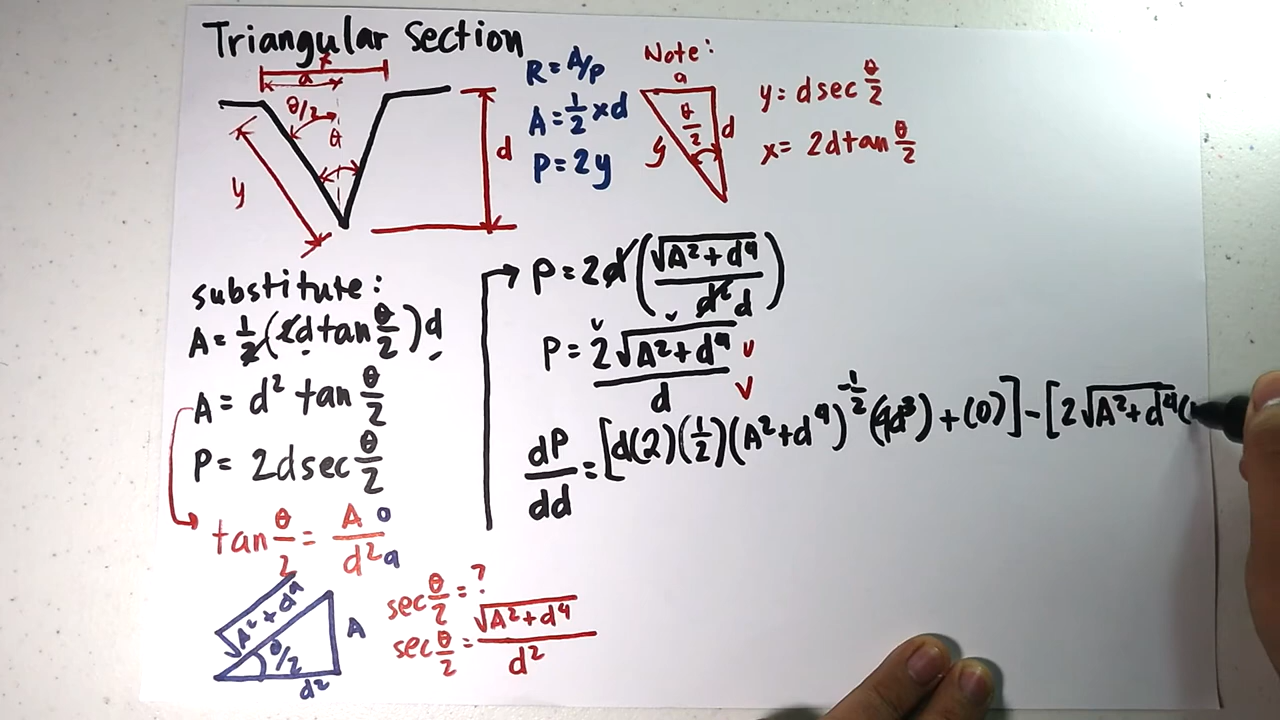 Triangular Section
x
a
θ/2
θ
y
d
R = A/P
A = 1/2 xd
P = 2y
Note:
a
θ/2
d
y
y = d sec θ/2
x = 2d tan θ/2
substitute:
A = 1/2 (2d tan θ/2) d
A = d² tan θ/2
P = 2d sec θ/2
tan θ/2 = A/d²
o
a
√A²+d⁴
θ/2
A
d²
sec θ/2 = ?
sec θ/2 = √A²+d⁴ / d²
P = 2d (√A²+d⁴ / d² d)
P = 2√A²+d⁴ / d
u
v
dP/dd = [d(2)(1/2)(A²+d⁴)^-1/2 (4d³) + (0)] - [2√A²+d⁴ (